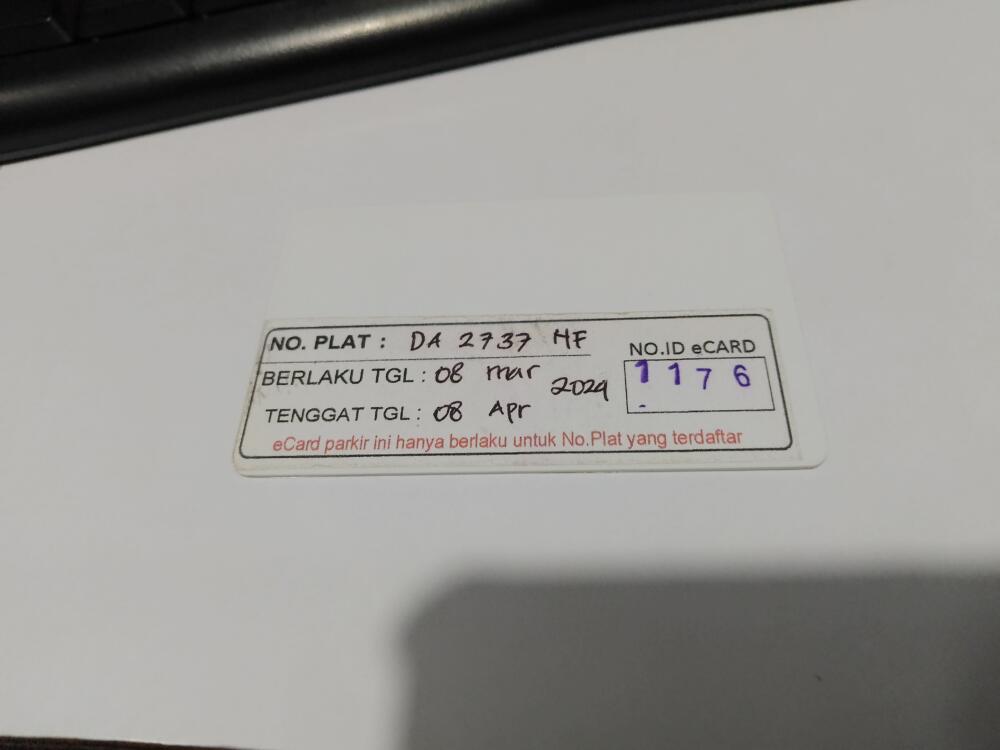 NO. PLAT : DA 2737 HF
NO.ID eCARD
BERLAKU TGL : 08 mar
2024
1176
TENGGAT TGL : 08 Apr
eCard parkir ini hanya berlaku untuk No.Plat yang terdaftar